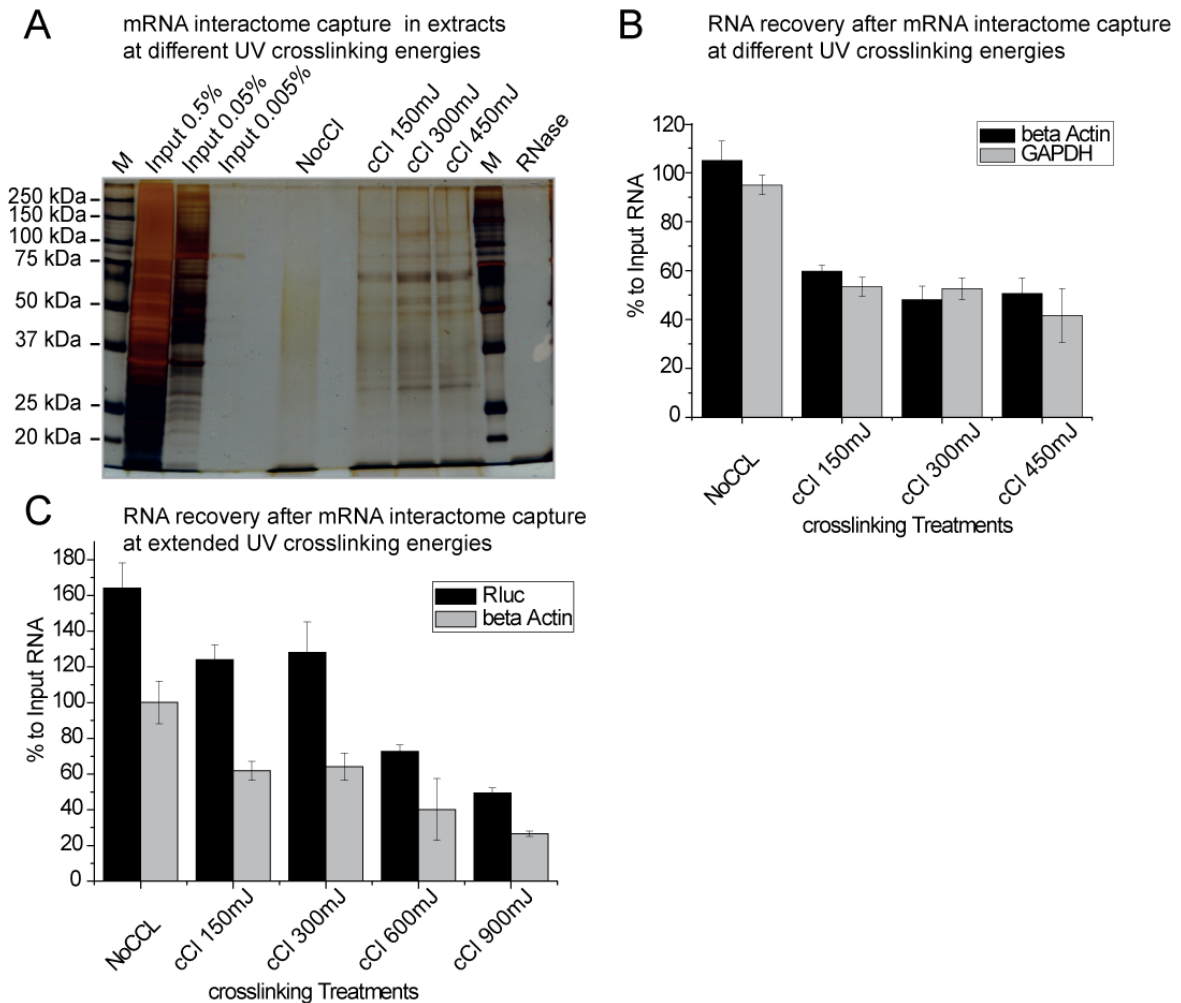 A
mRNA interactome capture in extracts
at different UV crosslinking energies
M
Input 0.5%
Input 0.05%
Input 0.005%
NocCl
cCl 150mJ
cCl 300mJ
cCl 450mJ
M
RNase
250 kDa
150 kDa
100 kDa
75 kDa
50 kDa
37 kDa
25 kDa
20 kDa
B
RNA recovery after mRNA interactome capture
at different UV crosslinking energies
beta Actin
GAPDH
% to Input RNA
120
100
80
60
40
20
0
NoCCL
cCl 150mJ
cCl 300mJ
cCl 450mJ
crosslinking Treatments
C
RNA recovery after mRNA interactome capture
at extended UV crosslinking energies
Rluc
beta Actin
% to Input RNA
180
160
140
120
100
80
60
40
20
0
NoCCL
cCl 150mJ
cCl 300mJ
cCl 600mJ
cCl 900mJ
crosslinking Treatments